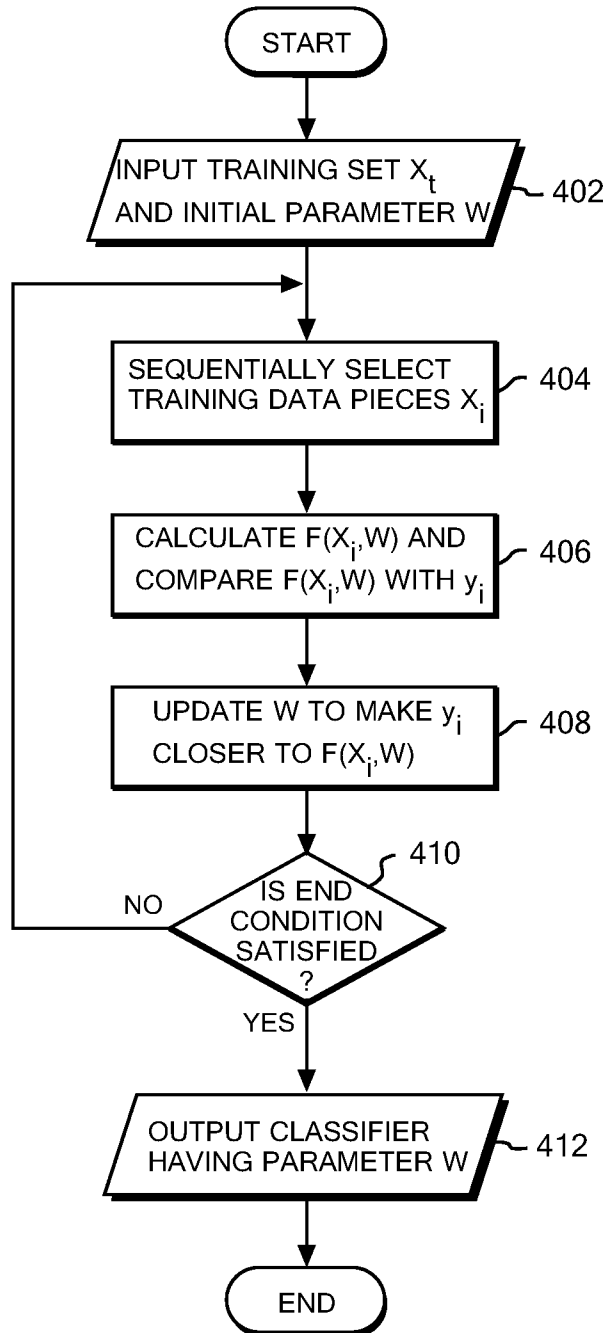 START
INPUT TRAINING SET Xt
AND INITIAL PARAMETER W
402
SEQUENTIALLY SELECT
TRAINING DATA PIECES Xi
404
CALCULATE F(Xi,W) AND
COMPARE F(Xi,W) WITH yi
406
UPDATE W TO MAKE yi
CLOSER TO F(Xi,W)
408
410
IS END
CONDITION
SATISFIED
?
NO
YES
OUTPUT CLASSIFIER
HAVING PARAMETER W
412
END